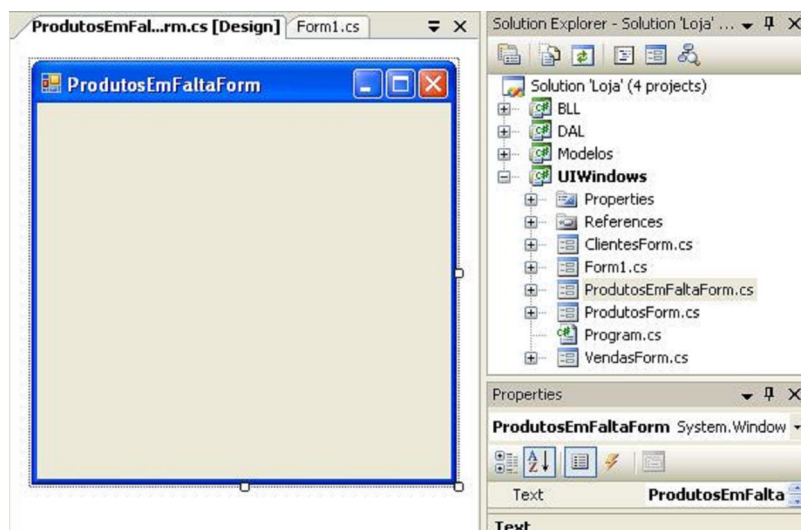 ProdutosEmFal...rm.cs [Design]
Form1.cs
ProdutosEmFaltaForm
Solution Explorer - Solution 'Loja' ...
Solution 'Loja' (4 projects)
BLL
DAL
Modelos
UIWindows
Properties
References
ClientesForm.cs
Form1.cs
ProdutosEmFaltaForm.cs
ProdutosForm.cs
Program.cs
VendasForm.cs
Properties
ProdutosEmFaltaForm System.Window
Text ProdutosEmFalta
Text